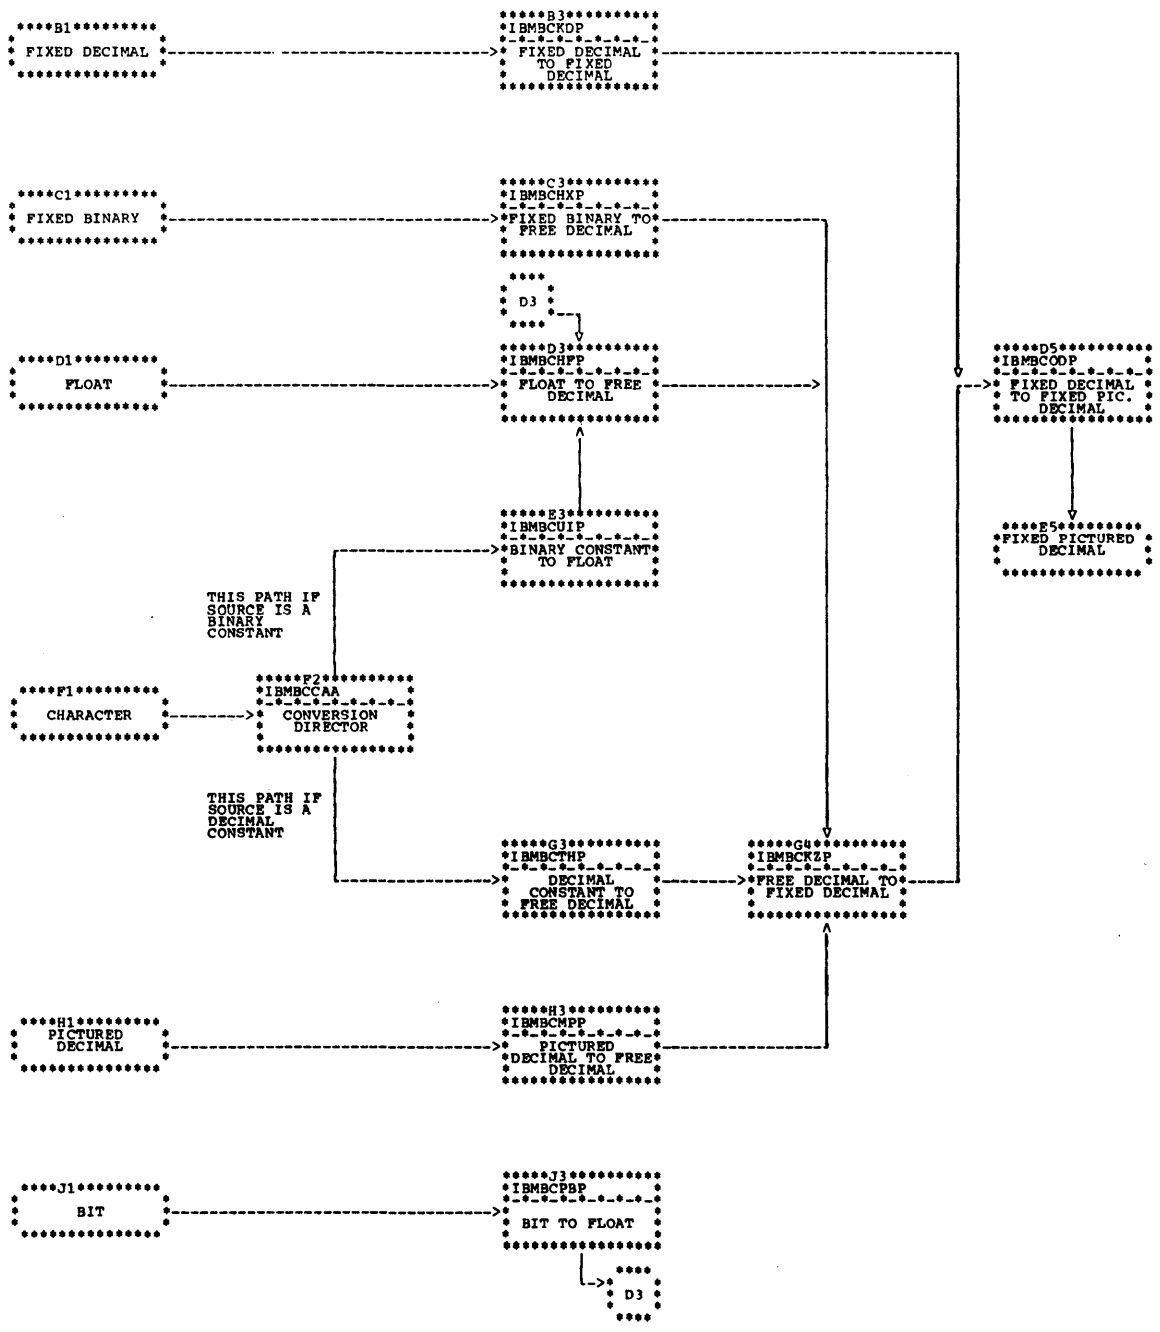 B1
FIXED DECIMAL
B3
IBMBCKDP
FIXED DECIMAL
TO FIXED
DECIMAL
C1
FIXED BINARY
C3
IBMBCHXP
FIXED BINARY TO
FREE DECIMAL
D3
D1
FLOAT
D3
IBMBCHFP
FLOAT TO FREE
DECIMAL
D5
IBMBCODP
FIXED DECIMAL
TO FIXED PIC.
DECIMAL
E3
IBMBCUIP
BINARY CONSTANT
TO FLOAT
E5
FIXED PICTURED
DECIMAL
THIS PATH IF
SOURCE IS A
BINARY
CONSTANT
F1
CHARACTER
F2
IBMBCCAA
CONVERSION
DIRECTOR
THIS PATH IF
SOURCE IS A
DECIMAL
CONSTANT
G3
IBMBCTHP
DECIMAL
CONSTANT TO
FREE DECIMAL
G4
IBMBCKZP
FREE DECIMAL TO
FIXED DECIMAL
H1
PICTURED
DECIMAL
H3
IBMBCMPP
PICTURED
DECIMAL TO FREE
DECIMAL
J1
BIT
J3
IBMBCPBP
BIT TO FLOAT
D3